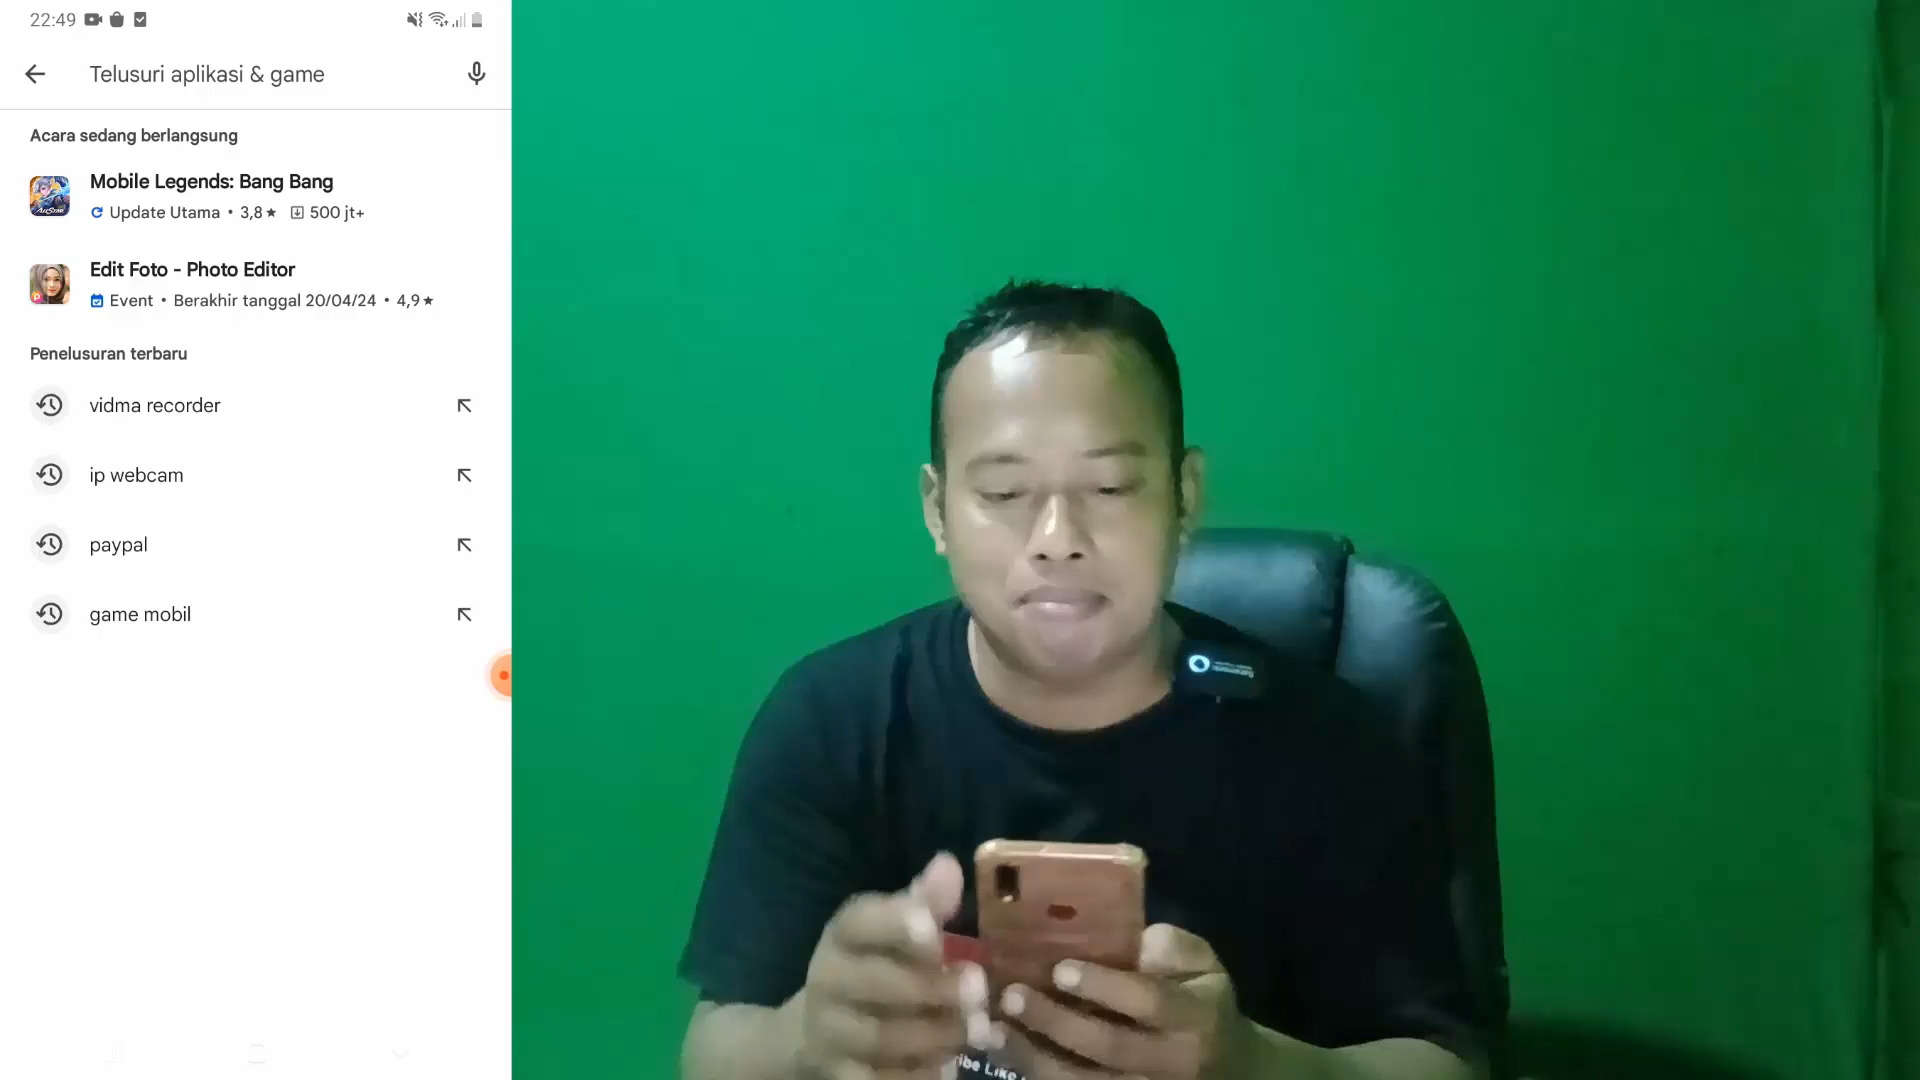 22:49
Telusuri aplikasi & game
Acara sedang berlangsung
Mobile Legends: Bang Bang
Update Utama • 3,8★ 500 jt+
Edit Foto - Photo Editor
Event • Berakhir tanggal 20/04/24 • 4,9★
Penelusuran terbaru
vidma recorder
ip webcam
paypal
game mobil
ribe Like